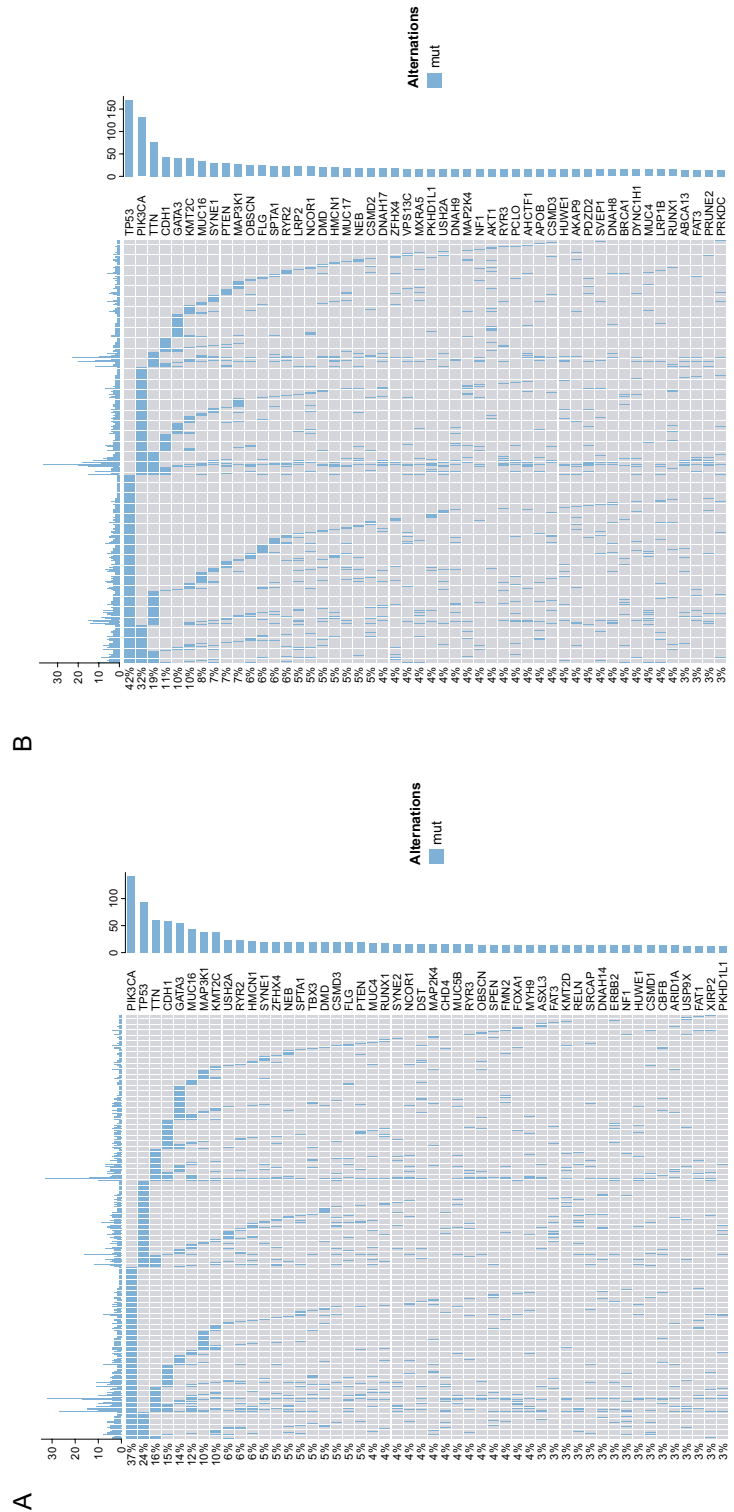 A
30
20
10
0
37% PIK3CA
24% TP53
16% TTN
15% CDH1
14% GATA3
12% MUC16
10% MAP3K1
10% KMT2C
6% USH2A
6% RYR2
6% HMCN1
5% SYNE1
5% ZFHX4
5% NEB
5% SPTA1
5% TBX3
5% DMD
5% CSMD3
5% FLG
5% PTEN
4% MUC4
4% RUNX1
4% SYNE2
4% NCOR1
4% DST
4% MAP2K4
4% CHD4
4% MUC5B
4% RYR3
4% OBSCN
4% SPEN
4% FMN2
4% FOXA1
4% MYH9
3% ASXL3
3% FAT3
3% KMT2D
3% RELN
3% SRCAP
3% DNAH14
3% ERBB2
3% NF1
3% HUWE1
3% CSMD1
3% CBFB
3% ARID1A
3% USP9X
3% FAT1
3% XIRP2
3% PKHD1L1
0 50 100
Alternations
mut
B
30
20
10
0
42% TP53
32% PIK3CA
19% TTN
11% CDH1
10% GATA3
10% KMT2C
8% MUC16
7% SYNE1
7% PTEN
7% MAP3K1
6% OBSCN
6% FLG
6% SPTA1
6% RYR2
5% LRP2
5% NCOR1
5% DMD
5% HMCN1
5% MUC17
5% NEB
5% CSMD2
4% DNAH17
4% ZFHX4
4% VPS13C
4% MXRA5
4% PKHD1L1
4% USH2A
4% DNAH9
4% MAP2K4
4% NF1
4% AKT1
4% RYR3
4% PCLO
4% AHCTF1
4% APOB
4% CSMD3
4% HUWE1
4% AKAP9
4% PDZD2
4% SVEP1
4% DNAH8
4% BRCA1
4% DYNC1H1
4% MUC4
4% LRP1B
4% RUNX1
3% ABCA13
3% FAT3
3% PRUNE2
3% PRKDC
0 50 100 150
Alternations
mut